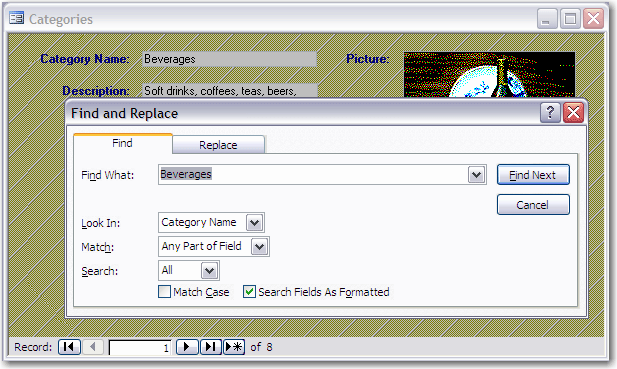 Categories
Category Name: Beverages Picture:
Description: Soft drinks, coffees, teas, beers,
Find and Replace
Find Replace
Find What: Beverages Find Next
Cancel
Look In: Category Name
Match: Any Part of Field
Search: All
Match Case Search Fields As Formatted
Record: 1 of 8